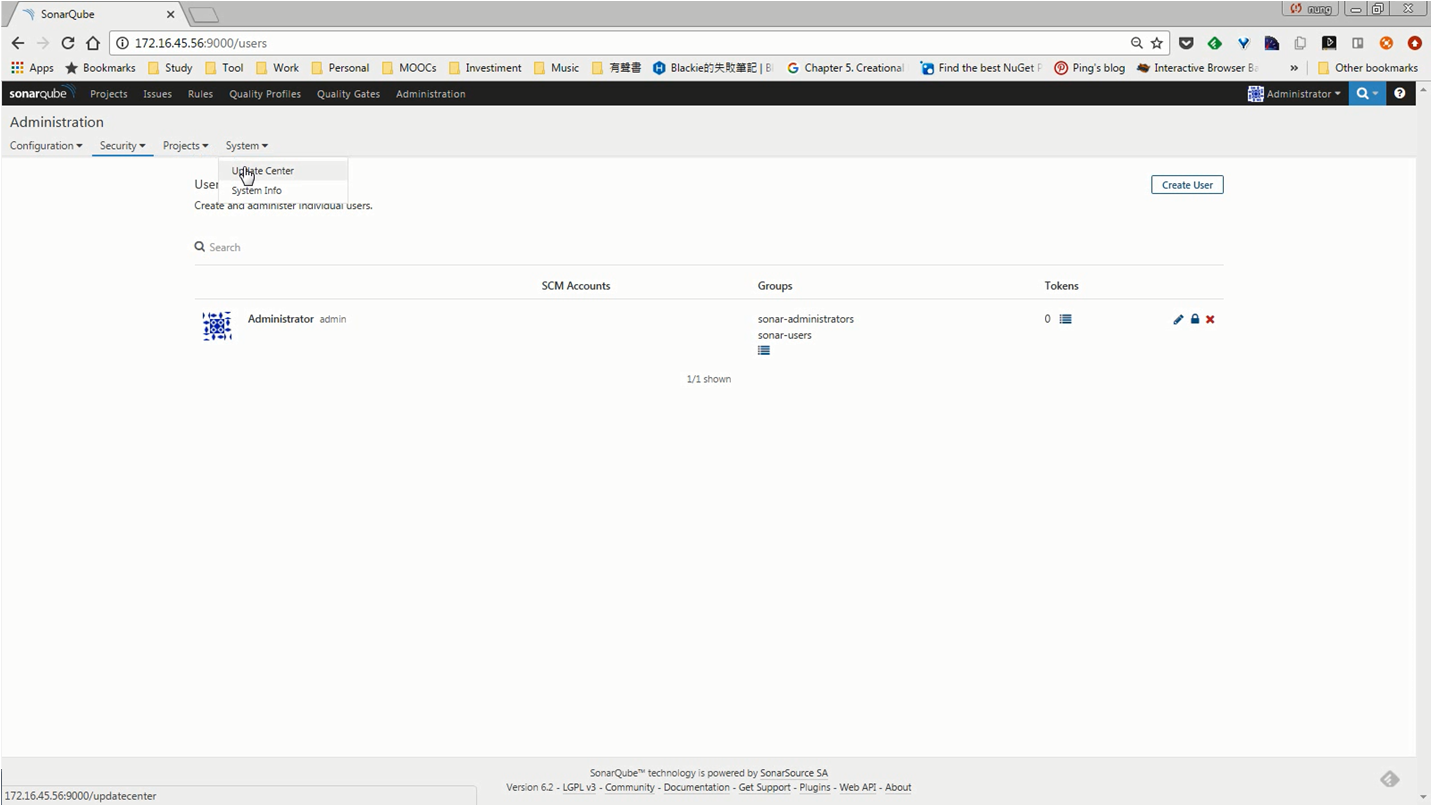 SonarQube
nung
172.16.45.56:9000/users
Apps Bookmarks Study Tool Work Personal MOOCs Investiment Music 有聲書 Blackie的失敗筆記 | Bl Chapter 5. Creational Find the best NuGet P Ping's blog Interactive Browser Ba » Other bookmarks
sonarqube Projects Issues Rules Quality Profiles Quality Gates Administration Administrator
Administration
Configuration Security Projects System
Update Center
System Info
User
Create User
Create and administer individual users.
Search
SCM Accounts Groups Tokens
Administrator admin sonar-administrators 0
sonar-users
1/1 shown
SonarQube™ technology is powered by SonarSource SA
Version 6.2 - LGPL v3 - Community - Documentation - Get Support - Plugins - Web API - About
172.16.45.56:9000/updatecenter